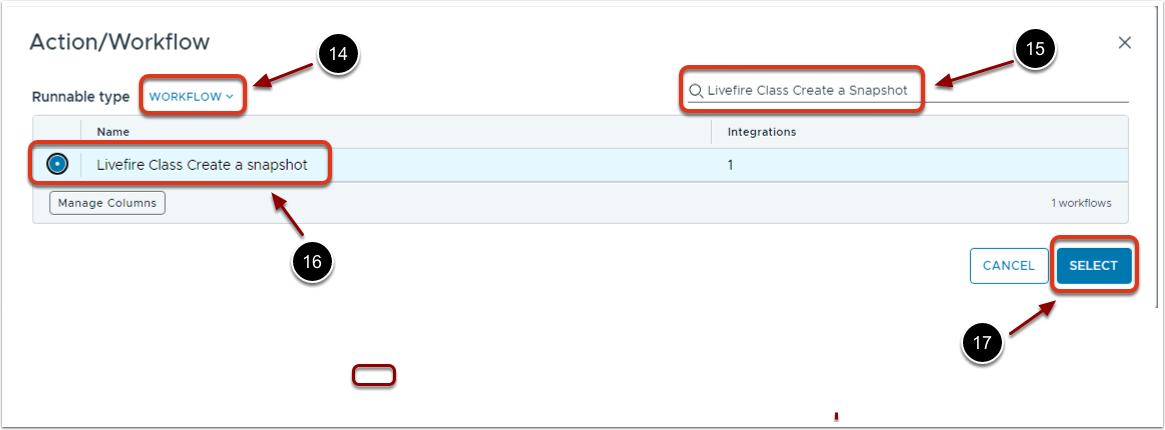 14
15
Action/Workflow
Runnable type WORKFLOW
Livefire Class Create a Snapshot
Name Integrations
Livefire Class Create a snapshot 1
Manage Columns 1 workflows
16
CANCEL SELECT
17